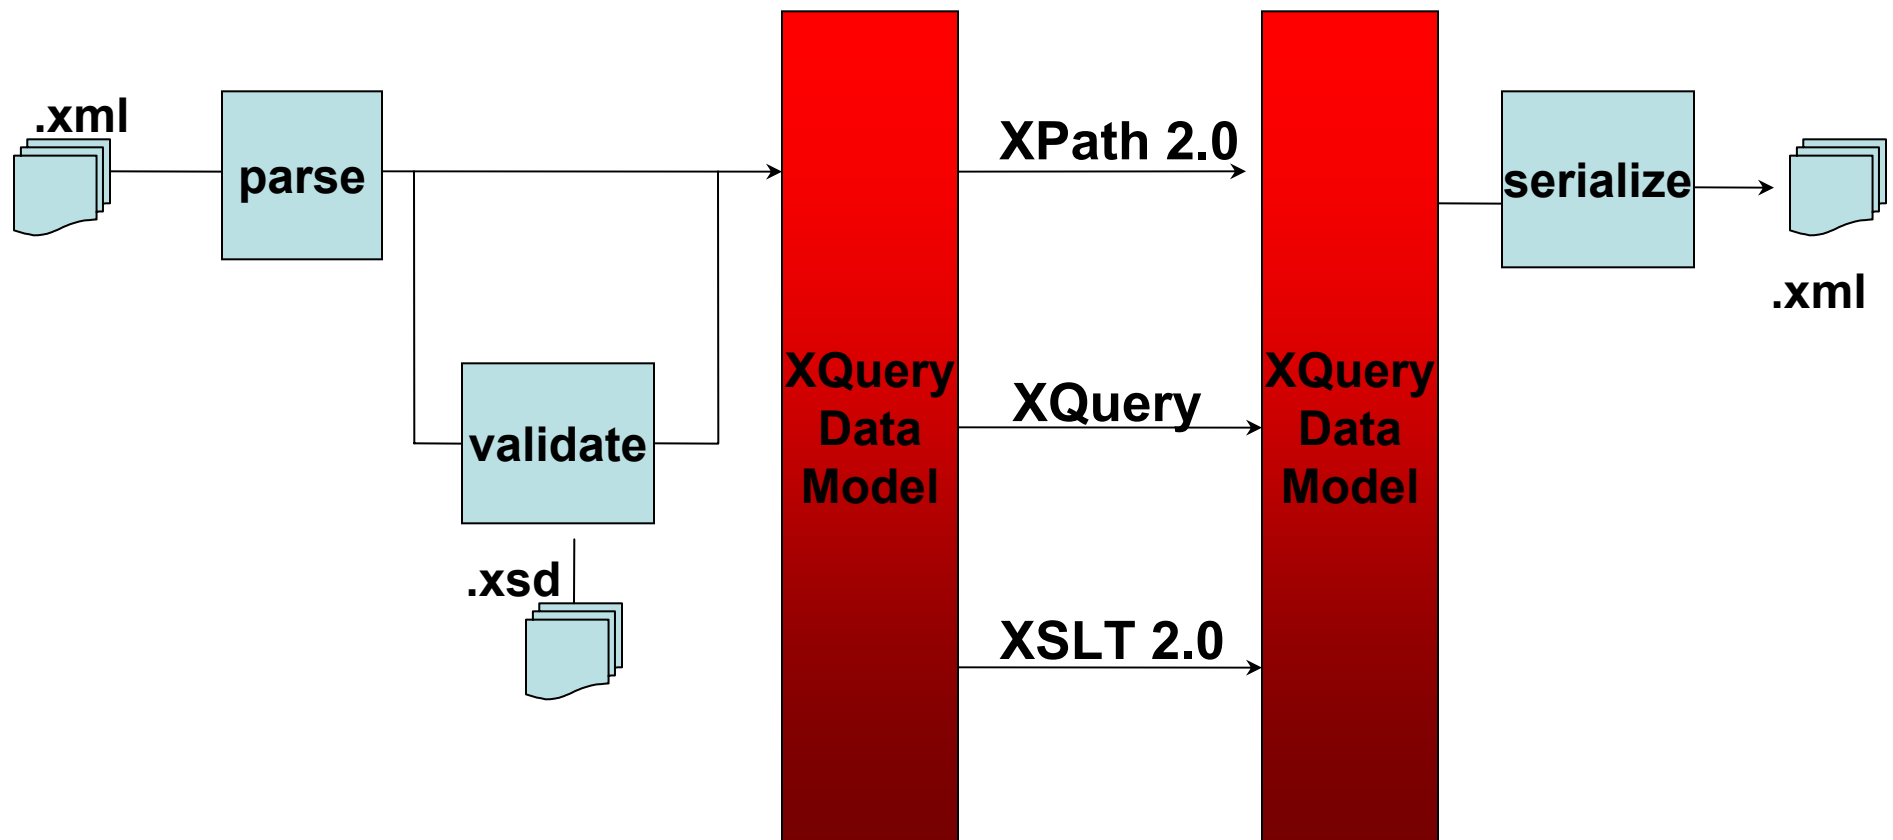 .xml
parse
validate
.xsd
XQuery
Data
Model
XPath 2.0
XQuery
XSLT 2.0
XQuery
Data
Model
serialize
.xml